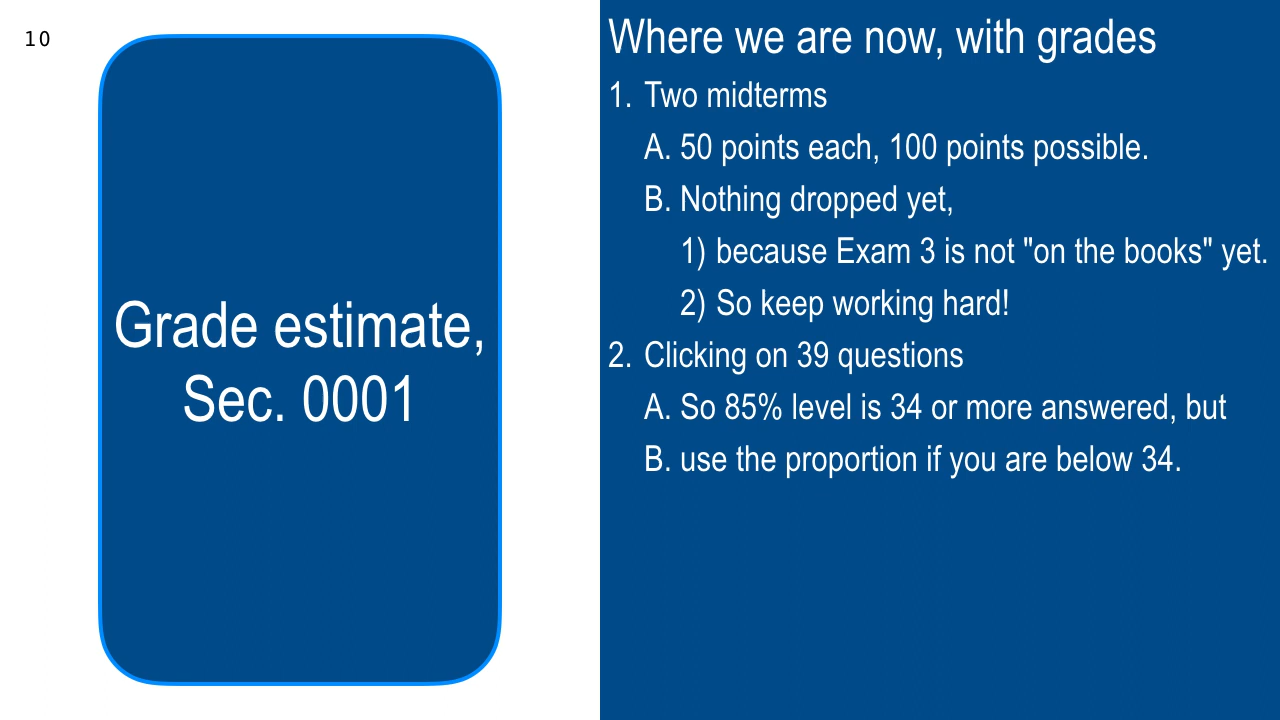 10
Grade estimate,
Sec. 0001
Where we are now, with grades
1. Two midterms
A. 50 points each, 100 points possible.
B. Nothing dropped yet,
1) because Exam 3 is not "on the books" yet.
2) So keep working hard!
2. Clicking on 39 questions
A. So 85% level is 34 or more answered, but
B. use the proportion if you are below 34.